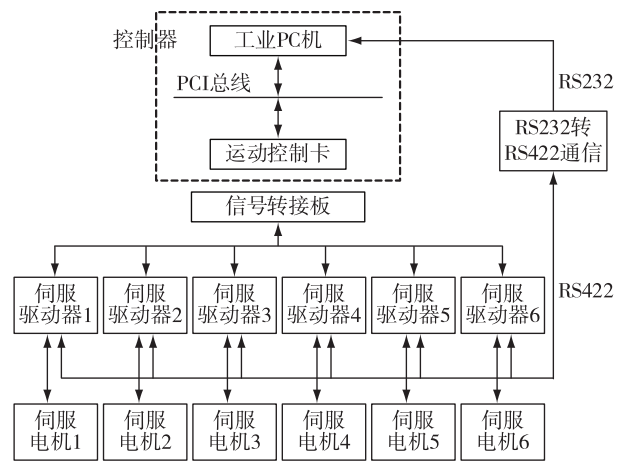 控制器
工业PC机
PCI总线
运动控制卡
RS232
RS232转
RS422通信
信号转接板
RS422
伺服
驱动器1
伺服
驱动器2
伺服
驱动器3
伺服
驱动器4
伺服
驱动器5
伺服
驱动器6
伺服
电机1
伺服
电机2
伺服
电机3
伺服
电机4
伺服
电机5
伺服
电机6